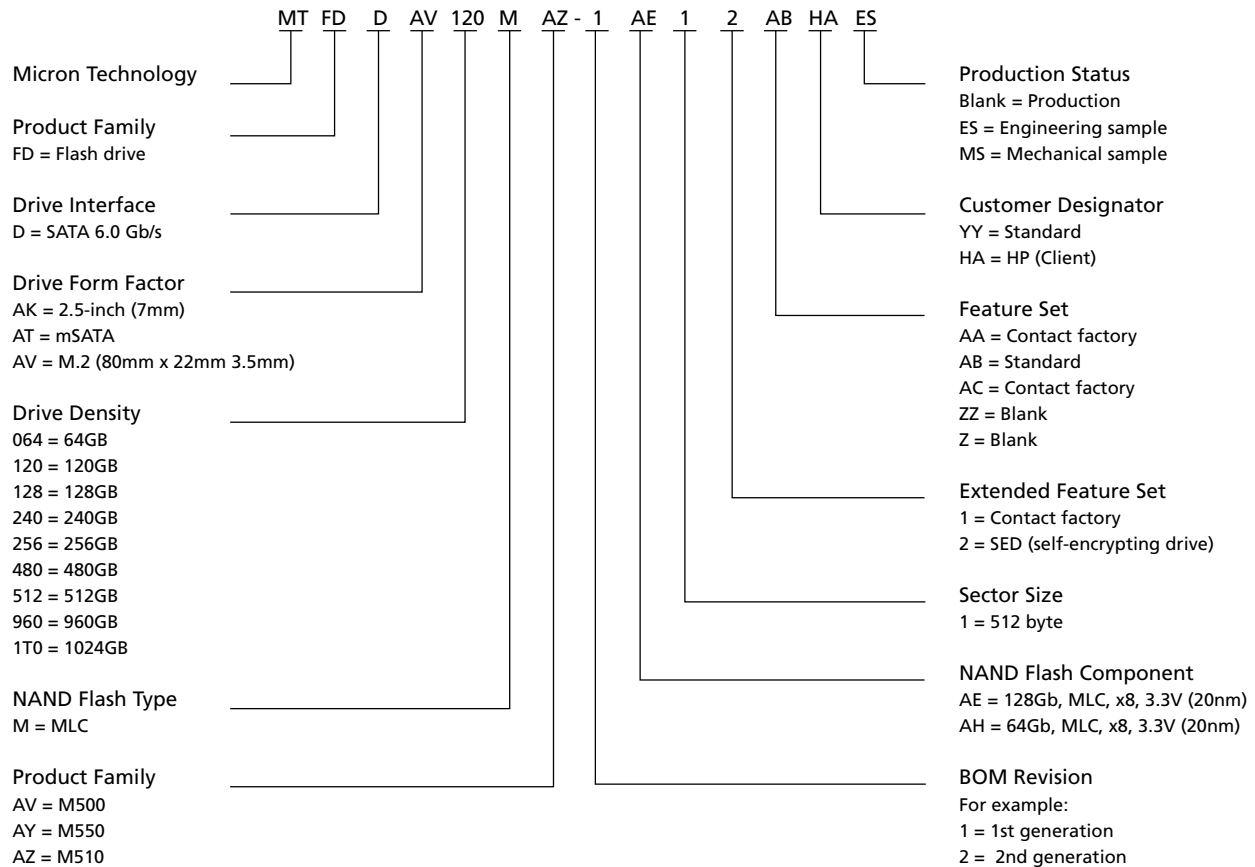 MT FD D AV 120 M AZ - 1 AE 1 2 AB HA ES
Micron Technology
Product Family
FD = Flash drive
Drive Interface
D = SATA 6.0 Gb/s
Drive Form Factor
AK = 2.5-inch (7mm)
AT = mSATA
AV = M.2 (80mm x 22mm 3.5mm)
Drive Density
064 = 64GB
120 = 120GB
128 = 128GB
240 = 240GB
256 = 256GB
480 = 480GB
512 = 512GB
960 = 960GB
1T0 = 1024GB
NAND Flash Type
M = MLC
Product Family
AV = M500
AY = M550
AZ = M510
Production Status
Blank = Production
ES = Engineering sample
MS = Mechanical sample
Customer Designator
YY = Standard
HA = HP (Client)
Feature Set
AA = Contact factory
AB = Standard
AC = Contact factory
ZZ = Blank
Z = Blank
Extended Feature Set
1 = Contact factory
2 = SED (self-encrypting drive)
Sector Size
1 = 512 byte
NAND Flash Component
AE = 128Gb, MLC, x8, 3.3V (20nm)
AH = 64Gb, MLC, x8, 3.3V (20nm)
BOM Revision
For example:
1 = 1st generation
2 = 2nd generation